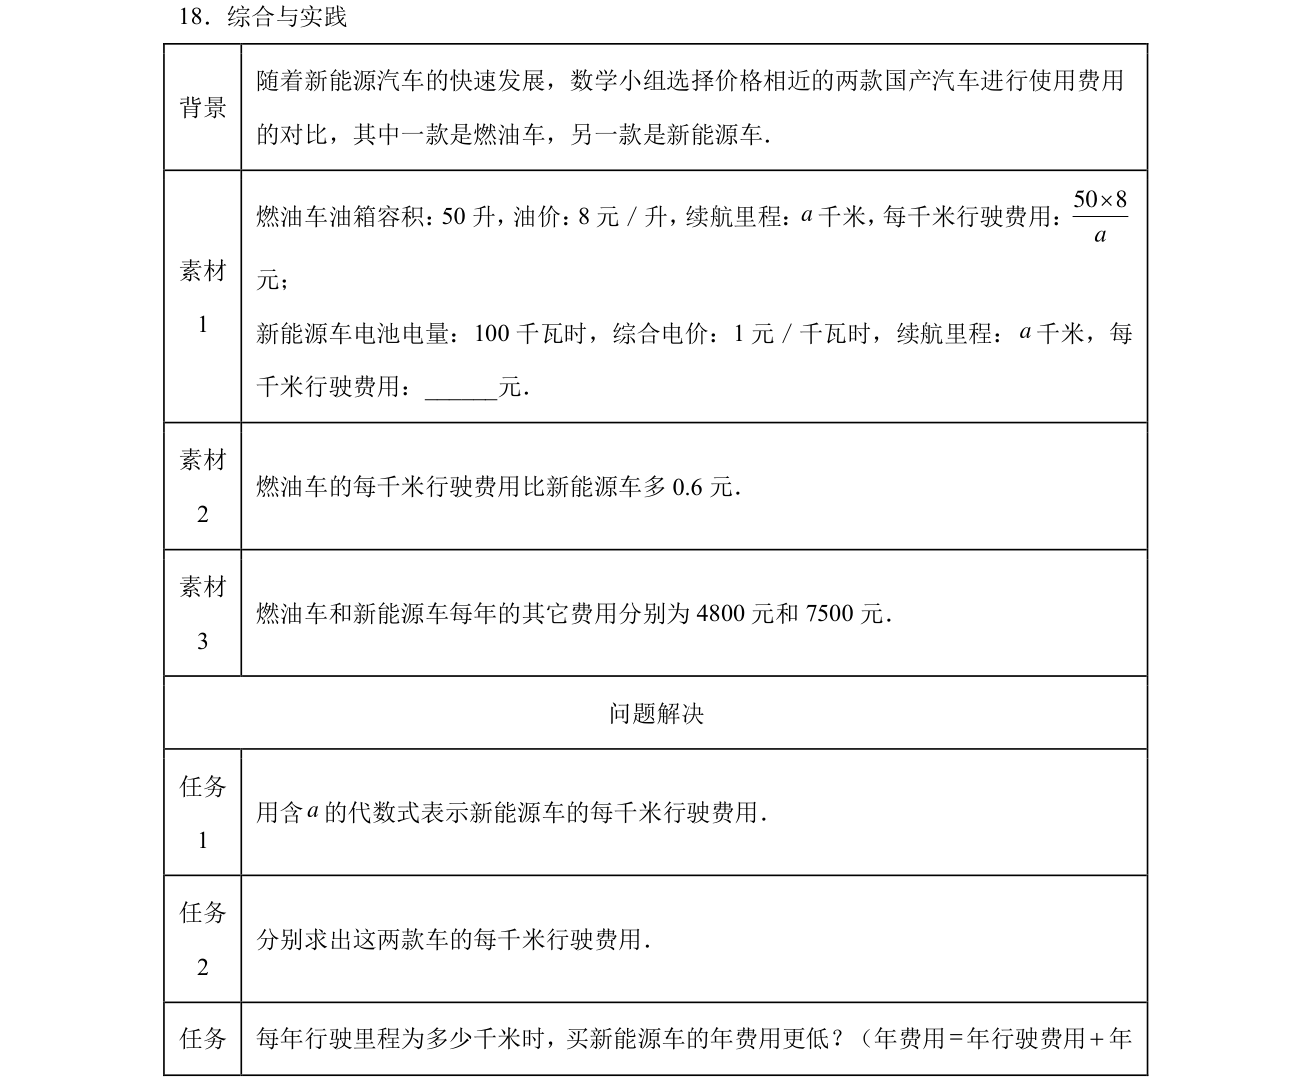 18．综合与实践
背景
随着新能源汽车的快速发展，数学小组选择价格相近的两款国产汽车进行使用费用
的对比，其中一款是燃油车，另一款是新能源车．
素材
1
燃油车油箱容积：50 升，油价：8 元 / 升，续航里程：a 千米，每千米行驶费用：50×8/a
元；
新能源车电池电量：100 千瓦时，综合电价：1 元 / 千瓦时，续航里程：a 千米，每
千米行驶费用：______元．
素材
2
燃油车的每千米行驶费用比新能源车多 0.6 元．
素材
3
燃油车和新能源车每年的其它费用分别为 4800 元和 7500 元．
问题解决
任务
1
用含 a 的代数式表示新能源车的每千米行驶费用．
任务
2
分别求出这两款车的每千米行驶费用．
任务
每年行驶里程为多少千米时，买新能源车的年费用更低？（年费用=年行驶费用+年